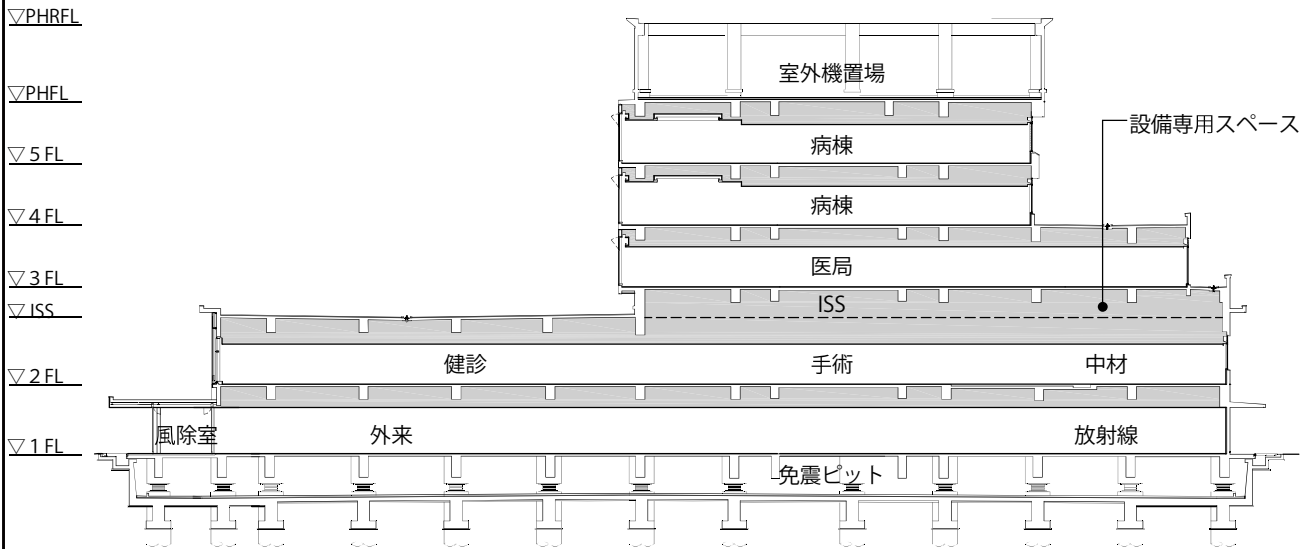 ▽PHRFL
室外機置場
▽PHFL
設備専用スペース
病棟
▽5 FL
病棟
▽4 FL
医局
▽3 FL
ISS
▽ISS
健診
手術
中材
▽2 FL
風除室
外来
放射線
▽1 FL
免震ピット